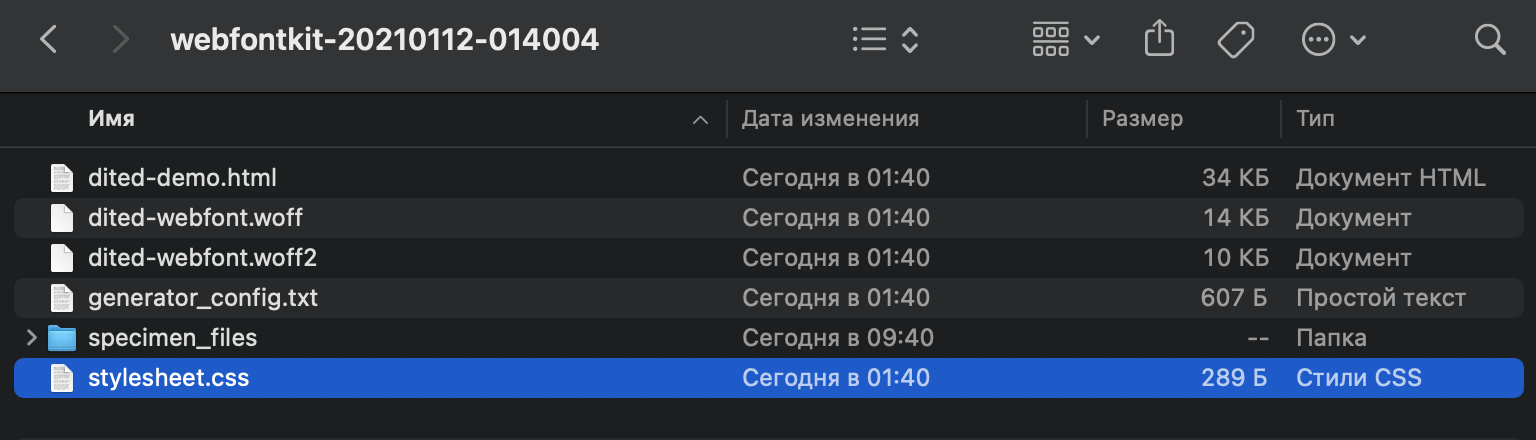 webfontkit-20210112-014004
Имя Дата изменения Размер Тип
dited-demo.html Сегодня в 01:40 34 КБ Документ HTML
dited-webfont.woff Сегодня в 01:40 14 КБ Документ
dited-webfont.woff2 Сегодня в 01:40 10 КБ Документ
generator_config.txt Сегодня в 01:40 607 Б Простой текст
specimen_files Сегодня в 09:40 -- Папка
stylesheet.css Сегодня в 01:40 289 Б Стили CSS